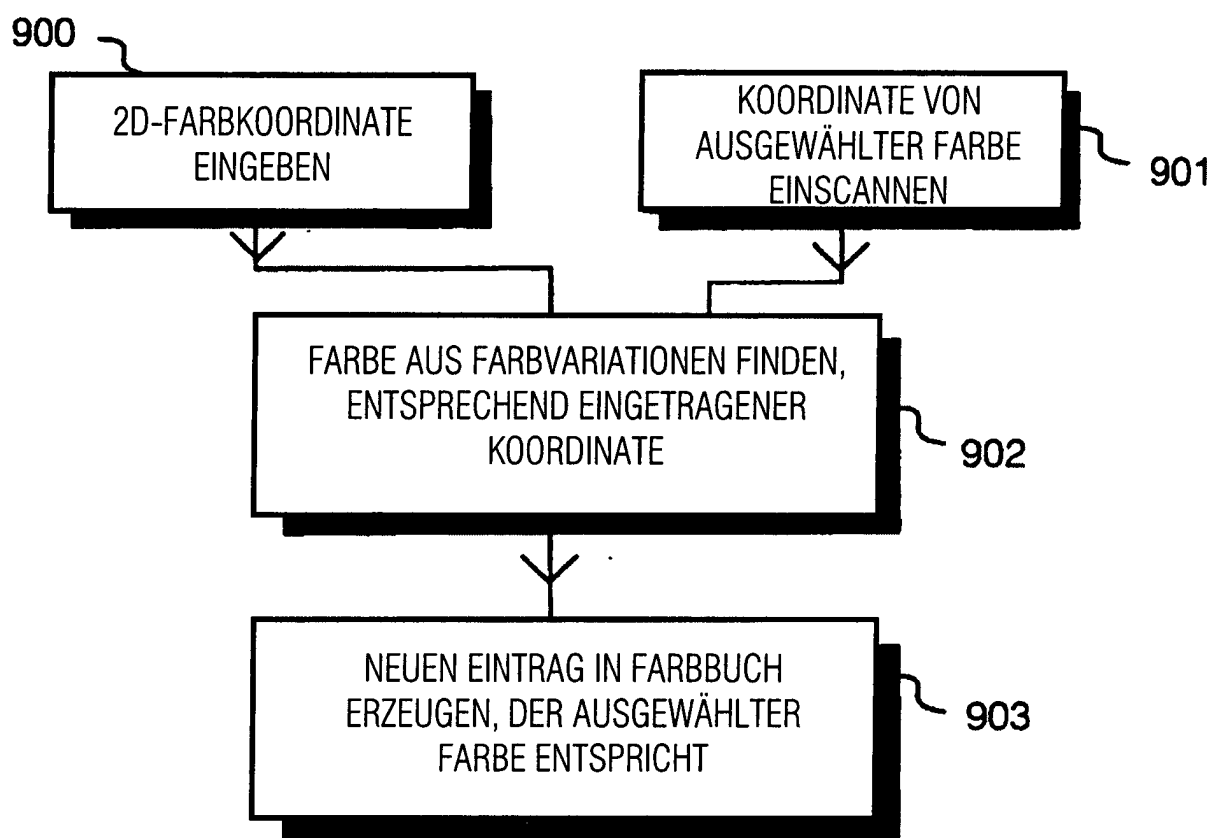 900
2D-FARBKOORDINATE
EINGEBEN
KOORDINATE VON
AUSGEWÄHLTER FARBE
EINSCANNEN
901
FARBE AUS FARBVARIATIONEN FINDEN,
ENTSPRECHEND EINGETRAGENER
KOORDINATE
902
NEUEN EINTRAG IN FARBBUCH
ERZEUGEN, DER AUSGEWÄHLTER
FARBE ENTSPRICHT
903